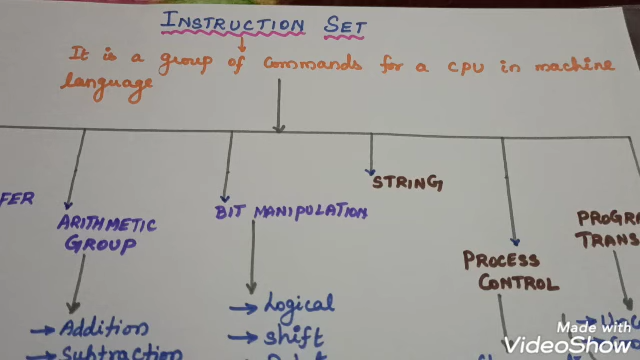 INSTRUCTION SET
It is a group of commands for a CPU in machine
language
FER
ARITHMETIC
GROUP
→ Addition
→ Subtraction
BIT MANIPULATION
→ Logical
→ Shift
STRING
PROCESS
CONTROL
PROGR
TRANS
Made with
VideoShow